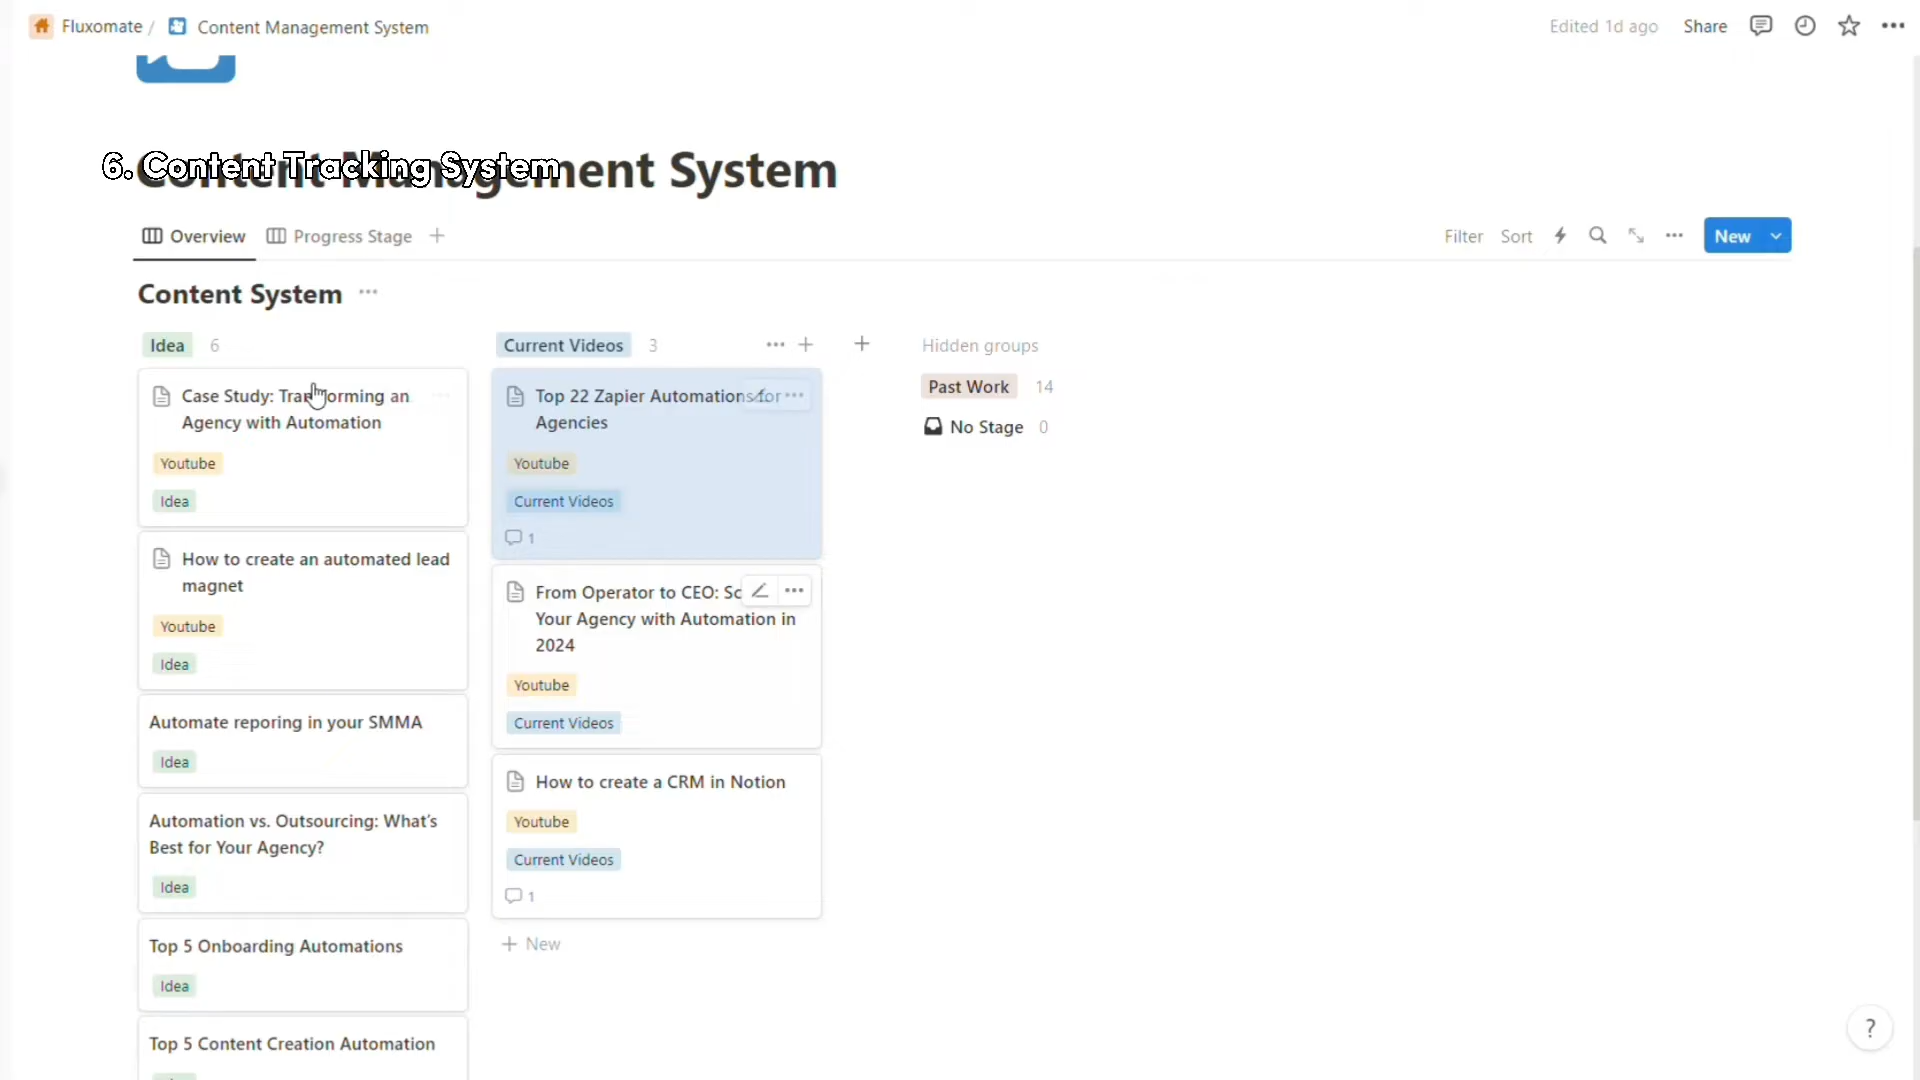 Fluxomate / Content Management System
Edited 1d ago Share
6. Content Tracking System
Content Management System
Overview Progress Stage
Filter Sort New
Content System
Idea 6
Case Study: Transforming an
Agency with Automation
Youtube
Idea
How to create an automated lead
magnet
Youtube
Idea
Automate reporing in your SMMA
Idea
Automation vs. Outsourcing: What's
Best for Your Agency?
Idea
Top 5 Onboarding Automations
Idea
Top 5 Content Creation Automation
Current Videos 3
Top 22 Zapier Automations for
Agencies
Youtube
Current Videos
1
From Operator to CEO: Sc
Your Agency with Automation in
2024
Youtube
Current Videos
How to create a CRM in Notion
Youtube
Current Videos
1
+ New
Hidden groups
Past Work 14
No Stage 0
?